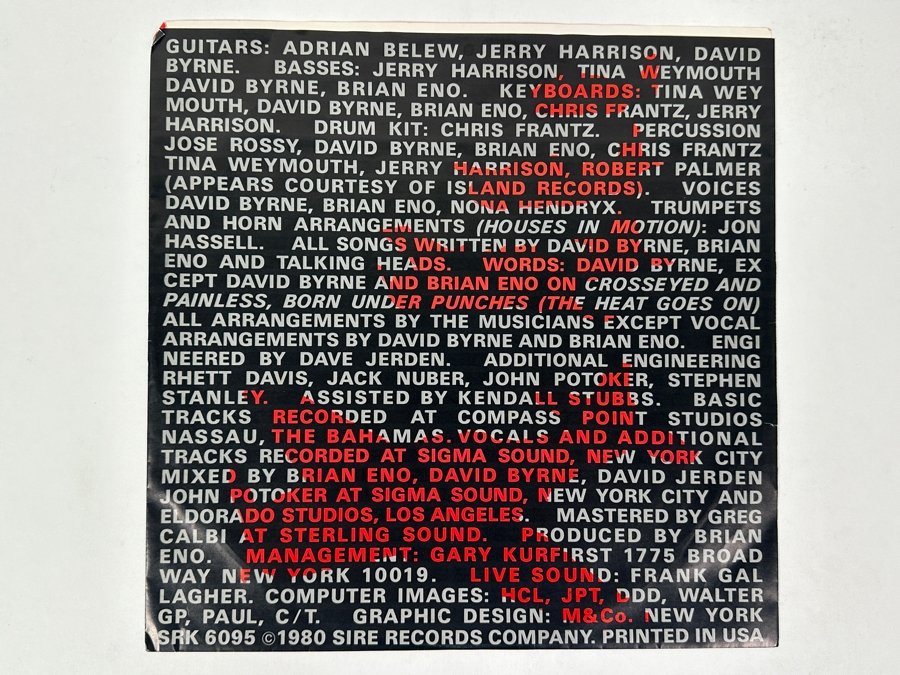 GUITARS: ADRIAN BELEW, JERRY HARRISON, DAVID
BYRNE. BASSES: JERRY HARRISON, TINA WEYMOUTH
DAVID BYRNE, BRIAN ENO. KEYBOARDS: TINA WEY
MOUTH, DAVID BYRNE, BRIAN ENO, CHRIS FRANTZ, JERRY
HARRISON. DRUM KIT: CHRIS FRANTZ. PERCUSSION
JOSE ROSSY, DAVID BYRNE, BRIAN ENO, CHRIS FRANTZ
TINA WEYMOUTH, JERRY HARRISON, ROBERT PALMER
(APPEARS COURTESY OF ISLAND RECORDS). VOICES
DAVID BYRNE, BRIAN ENO, NONA HENDRYX. TRUMPETS
AND HORN ARRANGEMENTS (HOUSES IN MOTION): JON
HASSELL. ALL SONGS WRITTEN BY DAVID BYRNE, BRIAN
ENO AND TALKING HEADS. WORDS: DAVID BYRNE, EX
CEPT DAVID BYRNE AND BRIAN ENO ON CROSSEYED AND
PAINLESS, BORN UNDER PUNCHES (THE HEAT GOES ON)
ALL ARRANGEMENTS BY THE MUSICIANS EXCEPT VOCAL
ARRANGEMENTS BY DAVID BYRNE AND BRIAN ENO. ENGI
NEERED BY DAVE JERDEN. ADDITIONAL ENGINEERING
RHETT DAVIS, JACK NUBER, JOHN POTOKER, STEPHEN
STANLEY. ASSISTED BY KENDALL STUBBS. BASIC
TRACKS RECORDED AT COMPASS POINT STUDIOS
NASSAU, THE BAHAMAS. VOCALS AND ADDITIONAL
TRACKS RECORDED AT SIGMA SOUND, NEW YORK CITY
MIXED BY BRIAN ENO, DAVID BYRNE, DAVID JERDEN
JOHN POTOKER AT SIGMA SOUND, NEW YORK CITY AND
ELDORADO STUDIOS, LOS ANGELES. MASTERED BY GREG
CALBI AT STERLING SOUND. PRODUCED BY BRIAN
ENO. MANAGEMENT: GARY KURFIRST 1775 BROAD
WAY NEW YORK 10019. LIVE SOUND: FRANK GAL
LAGHER. COMPUTER IMAGES: HCL, JPT, DDD, WALTER
GP, PAUL, C/T. GRAPHIC DESIGN: M&Co. NEW YORK
SRK 6095 ©1980 SIRE RECORDS COMPANY. PRINTED IN USA